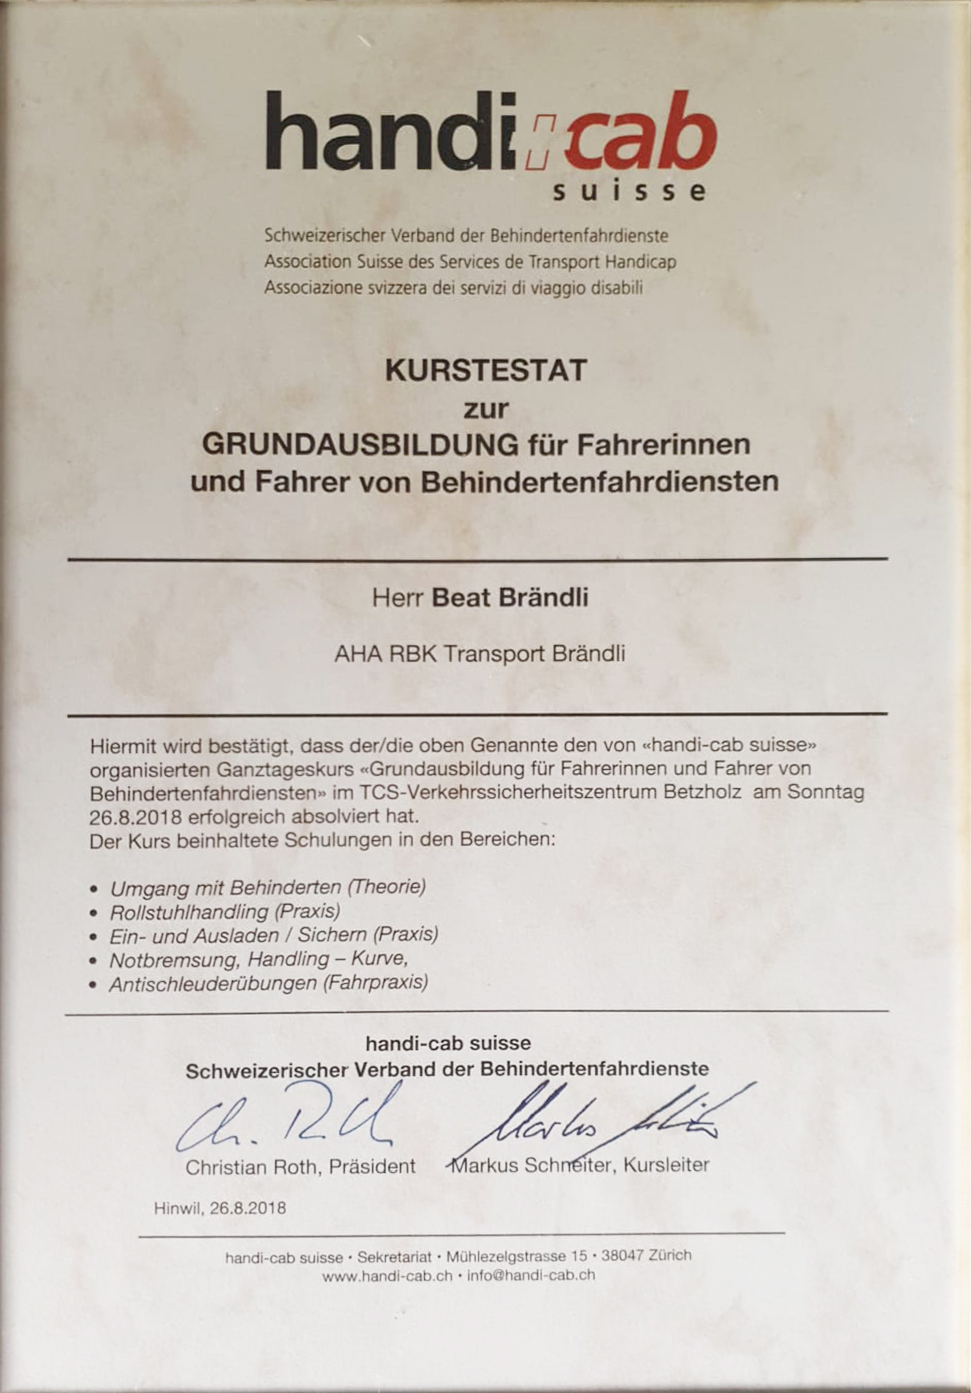 handi cab
suisse
Schweizerischer Verband der Behindertenfahrdienste
Association Suisse des Services de Transport Handicap
Associazione svizzera dei servizi di viaggio disabili
KURSTESTAT
zur
GRUNDAUSBILDUNG für Fahrerinnen
und Fahrer von Behindertenfahrdiensten
Herr Beat Brändli
AHA RBK Transport Brändli
Hiermit wird bestätigt, dass der/die oben Genannte den von «handi-cab suisse»
organisierten Ganztageskurs «Grundausbildung für Fahrerinnen und Fahrer von
Behindertenfahrdiensten» im TCS-Verkehrssicherheitszentrum Betzholz am Sonntag
26.8.2018 erfolgreich absolviert hat.
Der Kurs beinhaltete Schulungen in den Bereichen:
• Umgang mit Behinderten (Theorie)
• Rollstuhlhandling (Praxis)
• Ein- und Ausladen / Sichern (Praxis)
• Notbremsung, Handling – Kurve,
• Antischleuderübungen (Fahrpraxis)
handi-cab suisse
Schweizerischer Verband der Behindertenfahrdienste
Christian Roth, Präsident Markus Schneiter, Kursleiter
Hinwil, 26.8.2018
handi-cab suisse • Sekretariat • Mühlezelgstrasse 15 • 38047 Zürich
www.handi-cab.ch • info@handi-cab.ch